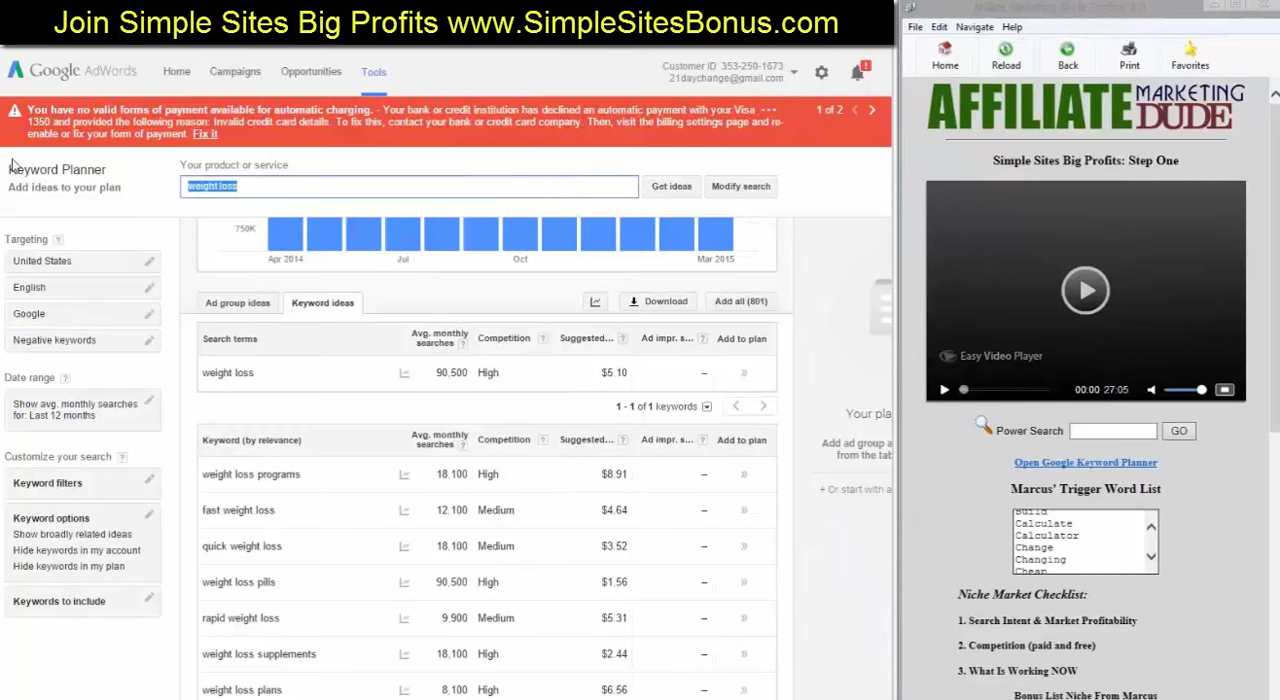 Join Simple Sites Big Profits www.SimpleSitesBonus.com
Google AdWords Home Campaigns Opportunities Tools
Customer ID: 353-250-1673
21daychange@gmail.com
!
You have no valid forms of payment available for automatic charging. - Your bank or credit institution has declined an automatic payment with your Visa ···
1350 and provided the following reason: Invalid credit card details. To fix this, contact your bank or credit card company. Then, visit the billing settings page and re-
enable or fix your form of payment. Fix it
1 of 2
Keyword Planner
Add ideas to your plan
Your product or service
weight loss
Get ideas
Modify search
Targeting ?
United States
English
Google
Negative keywords
Date range ?
Show avg. monthly searches
for: Last 12 months
Customize your search ?
Keyword filters
Keyword options
Show broadly related ideas
Hide keywords in my account
Hide keywords in my plan
Keywords to include
750K
Apr 2014 Jul Oct Mar 2015
Ad group ideas Keyword ideas Download Add all (801)
Search terms Avg. monthly searches ? Competition ? Suggested... ? Ad impr. s... ? Add to plan
weight loss 90,500 High $5.10 – »
1 - 1 of 1 keywords
Keyword (by relevance) Avg. monthly searches ? Competition ? Suggested... ? Ad impr. s... ? Add to plan
weight loss programs 18,100 High $8.91 – »
fast weight loss 12,100 Medium $4.64 – »
quick weight loss 18,100 Medium $3.52 – »
weight loss pills 90,500 High $1.56 – »
rapid weight loss 9,900 Medium $5.31 – »
weight loss supplements 18,100 High $2.44 – »
weight loss plans 8,100 High $6.56 – »
Your pla
Add ad group a
from the tab
+ Or start with a
File Edit Navigate Help
Home Reload Back Print Favorites
AFFILIATE MARKETING DUDE
Simple Sites Big Profits: Step One
Easy Video Player
00:00 27:05
Power Search GO
Open Google Keyword Planner
Marcus' Trigger Word List
Build
Calculate
Calculator
Change
Changing
Cheap
Niche Market Checklist:
1. Search Intent & Market Profitability
2. Competition (paid and free)
3. What Is Working NOW
Bonus List Niche From Marcus